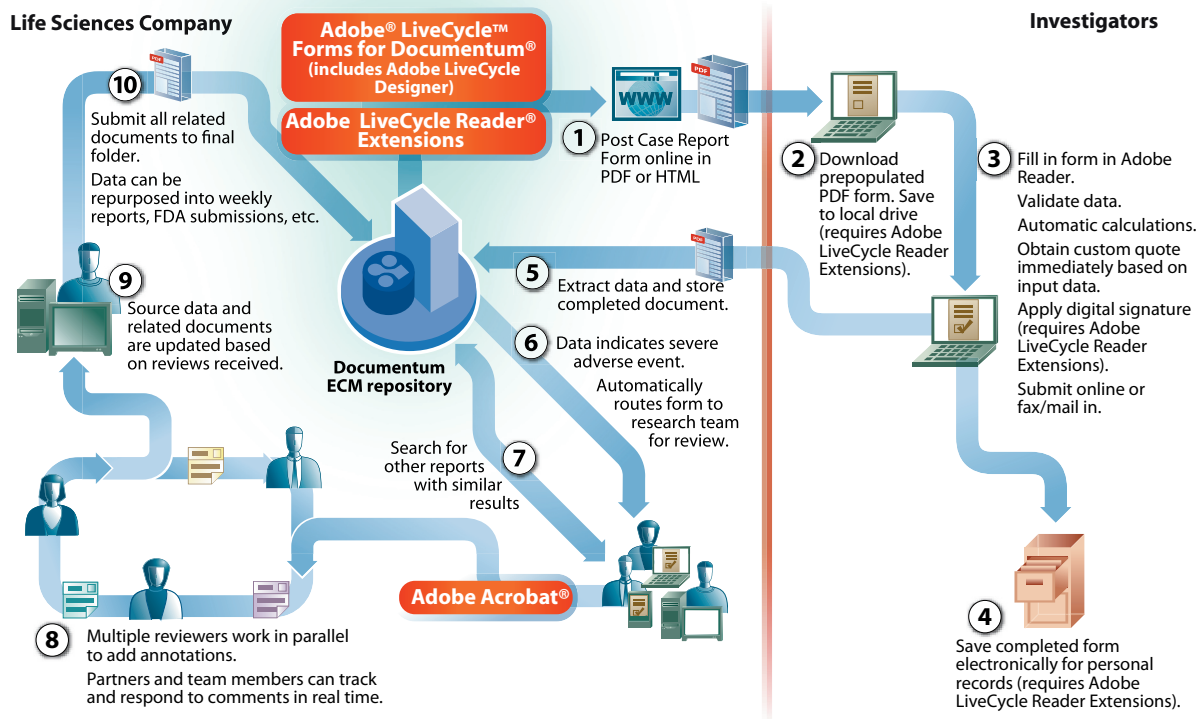 Life Sciences Company
Investigators
Adobe® LiveCycle™
Forms for Documentum®
(includes Adobe LiveCycle
Designer)
Adobe  LiveCycle Reader®
Extensions
WWW
PDF
1
Post Case Report
Form online in
PDF or HTML
2
Download
prepopulated
PDF form. Save
to local drive
(requires Adobe
LiveCycle Reader
Extensions).
3
Fill in form in Adobe
Reader.
Validate data.
Automatic calculations.
Obtain custom quote
immediately based on
input data.
Apply digital signature
(requires Adobe
LiveCycle Reader
Extensions).
Submit online or
fax/mail in.
4
Save completed form
electronically for personal
records (requires Adobe
LiveCycle Reader Extensions).
PDF
5
Extract data and store
completed document.
Documentum
ECM repository
6
Data indicates severe
adverse event.
Automatically
routes form to
research team
for review.
7
Search for
other reports
with similar
results
Adobe Acrobat®
8
Multiple reviewers work in parallel
to add annotations.
Partners and team members can track
and respond to comments in real time.
9
Source data and
related documents
are updated based
on reviews received.
PDF
10
Submit all related
documents to final
folder.
Data can be
repurposed into weekly
reports, FDA submissions, etc.